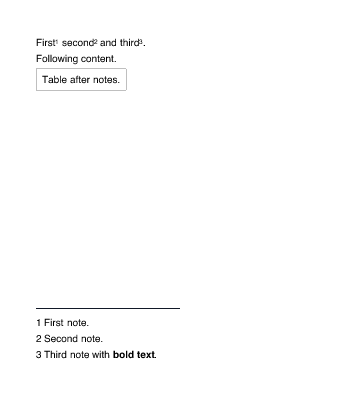 First¹ second² and third³.
Following content.
Table after notes.
1 First note.
2 Second note.
3 Third note with bold text.